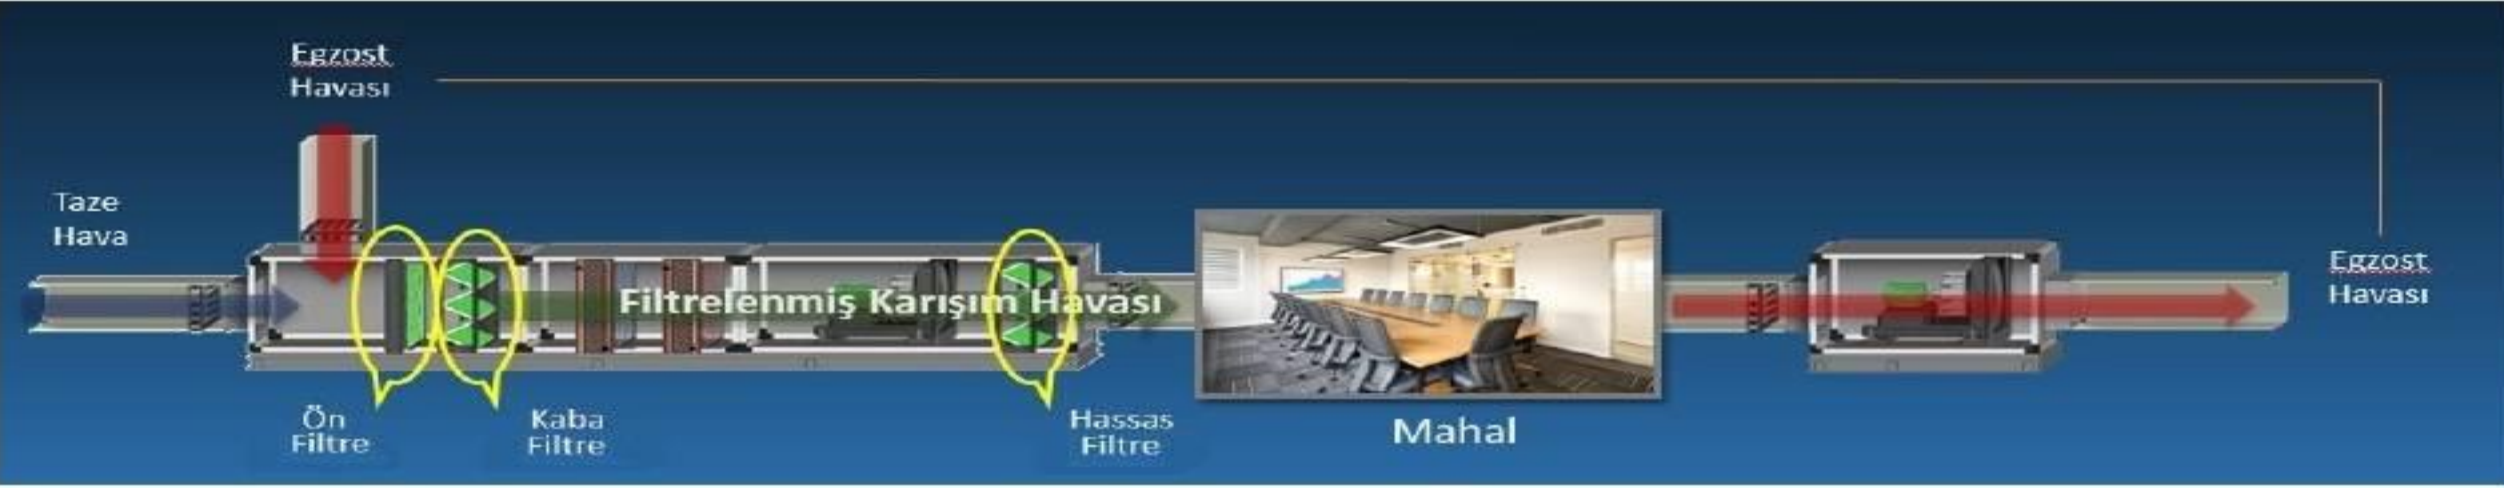 Egzost
Havası
Taze
Hava
Filtrelenmiş Karışım Havası
Egzost
Havası
Ön
Filtre
Kaba
Filtre
Hassas
Filtre
Mahal